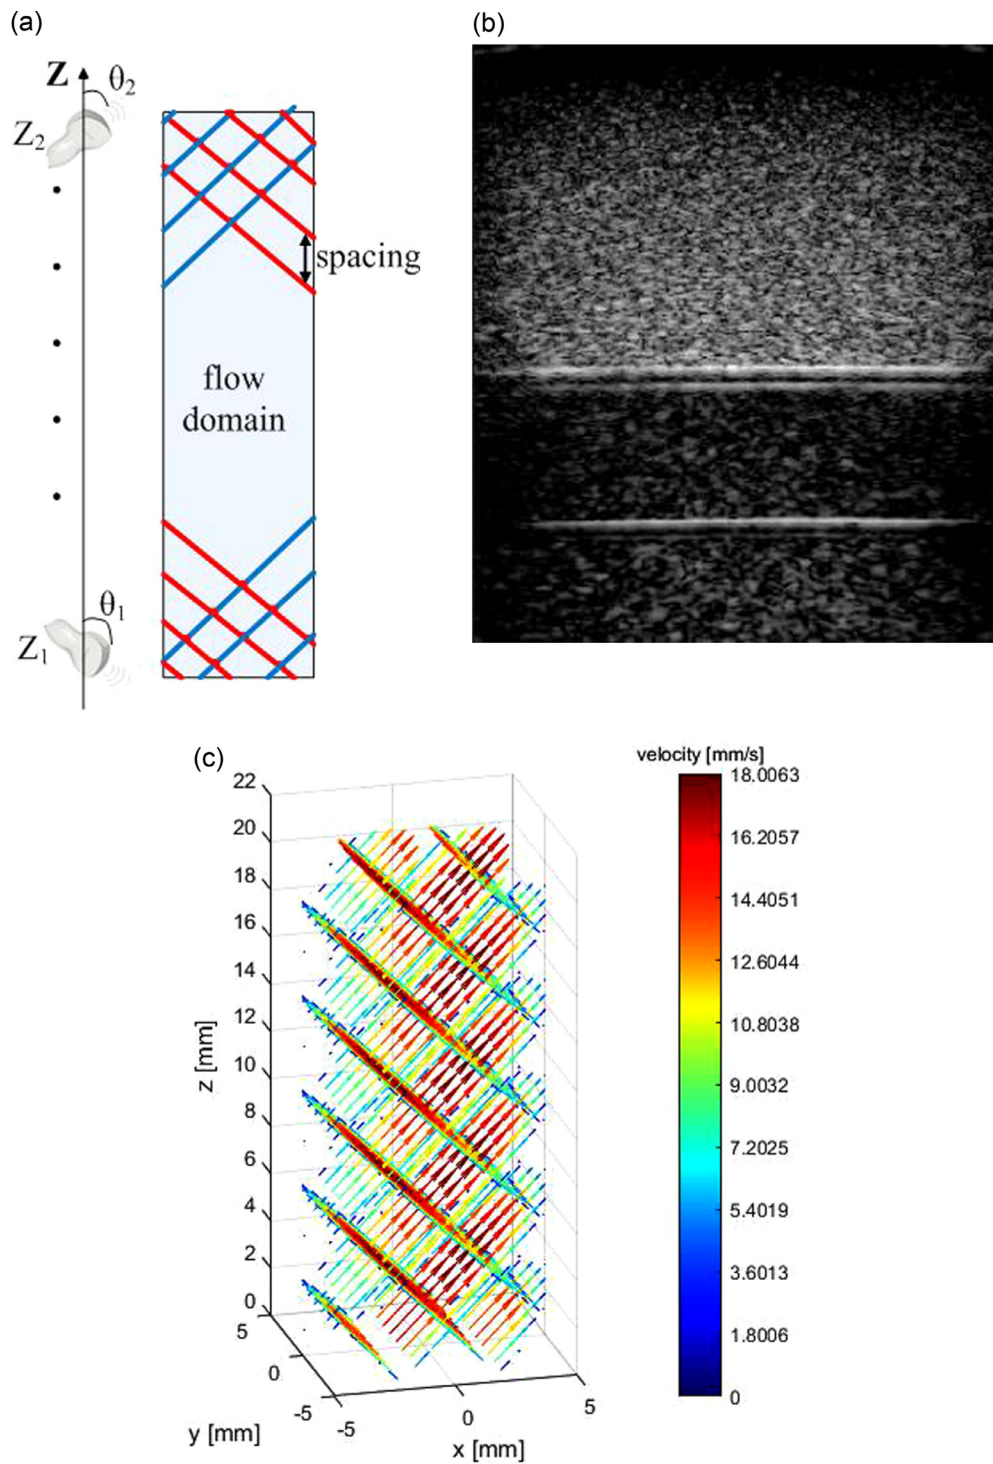 (a)
Z
θ2
Z2
spacing
flow
domain
θ1
Z1
(b)
(c)
velocity [mm/s]
18.0063
16.2057
14.4051
12.6044
10.8038
9.0032
7.2025
5.4019
3.6013
1.8006
0
22
20
18
16
14
12
10
8
6
4
2
0
z [mm]
5
0
-5
y [mm]
-5
0
5
x [mm]